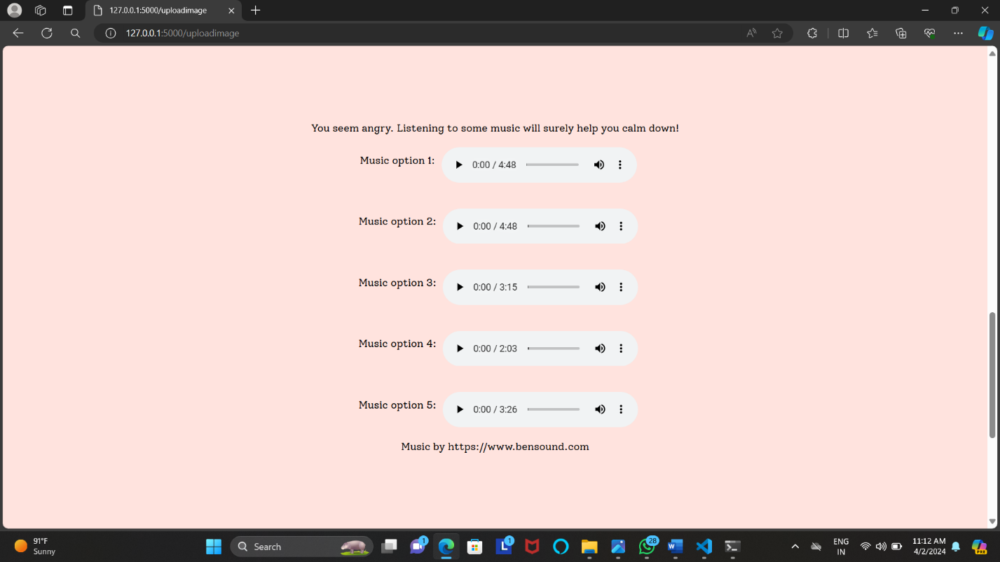 127.0.0.1:5000/uploadimage
127.0.0.1:5000/uploadimage
You seem angry. Listening to some music will surely help you calm down!
Music option 1: 0:00 / 4:48
Music option 2: 0:00 / 4:48
Music option 3: 0:00 / 3:15
Music option 4: 0:00 / 2:03
Music option 5: 0:00 / 3:26
Music by https://www.bensound.com
91°F
Sunny
Search
1
L
1
28
W
PRE
ENG
IN
11:12 AM
4/2/2024